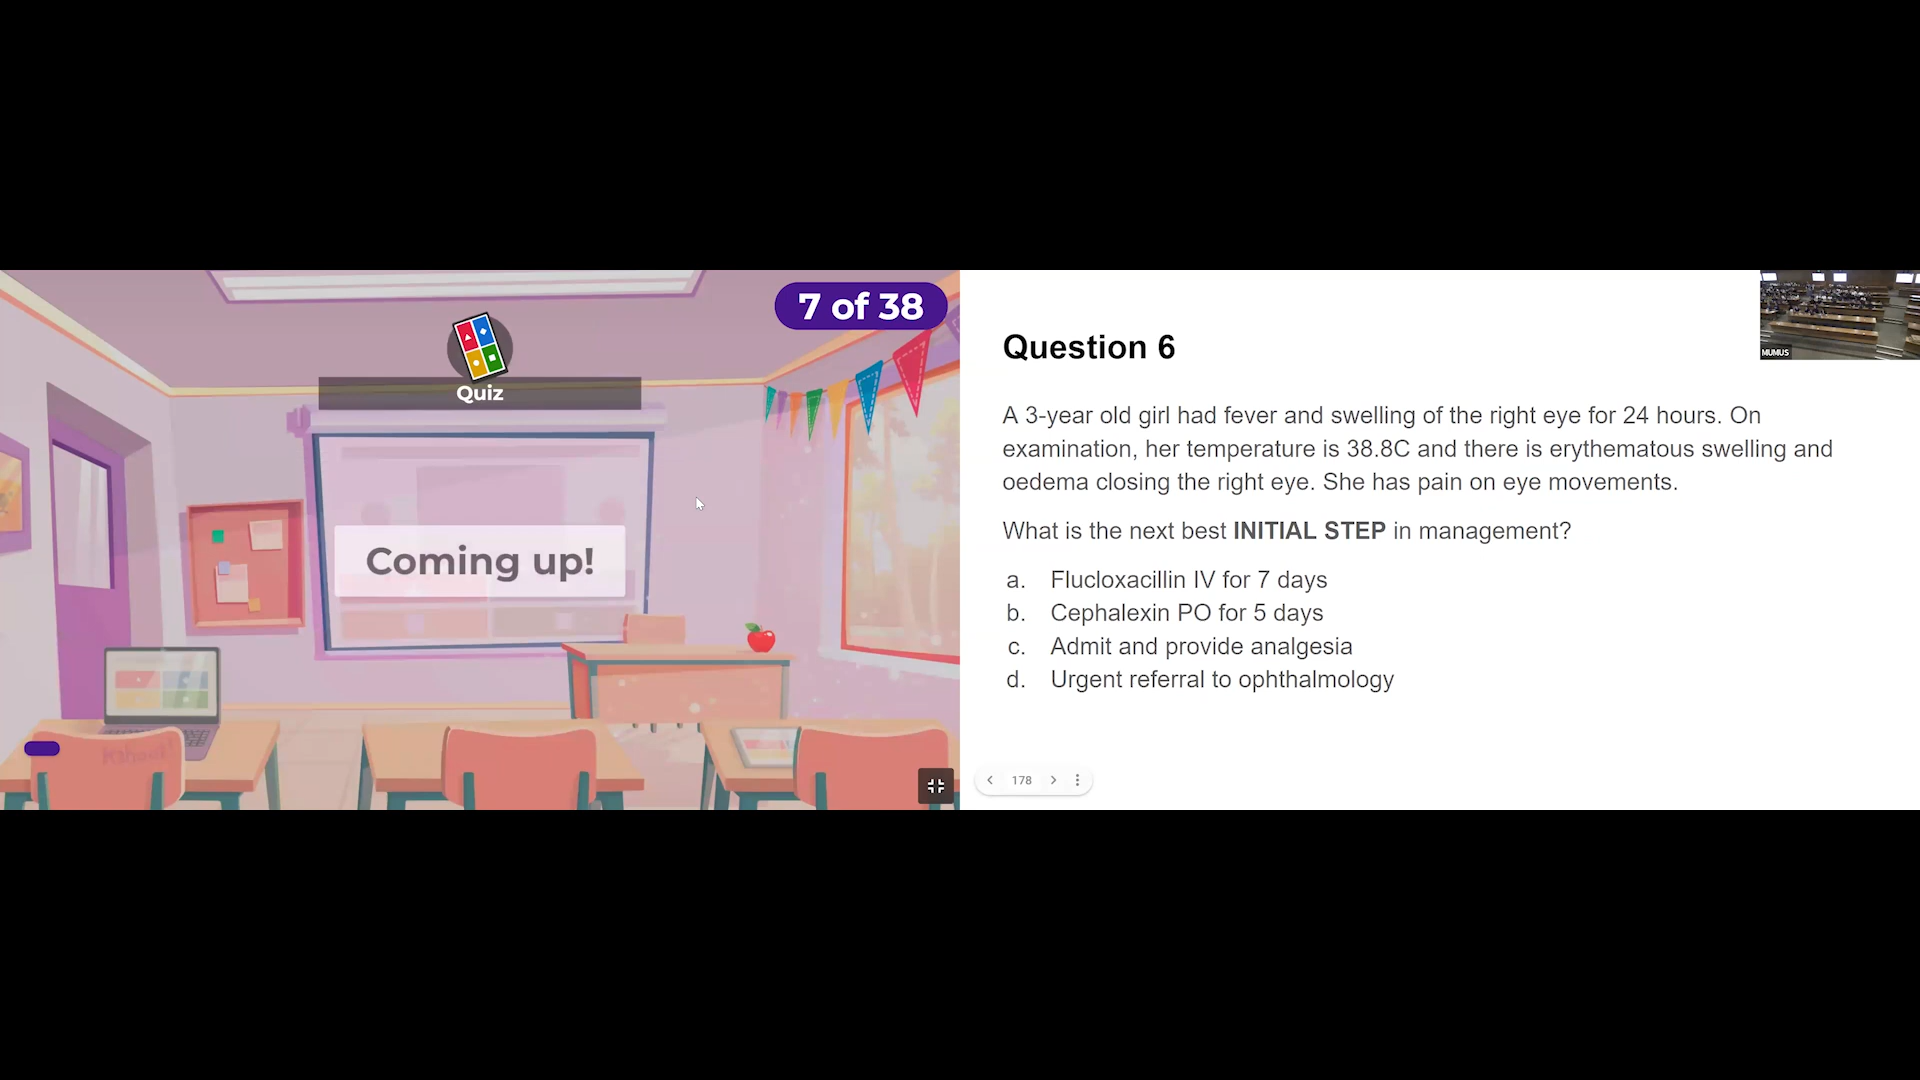 7 of 38
Quiz
Coming up!
Kahoot!
Question 6
MUMUS
A 3-year old girl had fever and swelling of the right eye for 24 hours. On
examination, her temperature is 38.8C and there is erythematous swelling and
oedema closing the right eye. She has pain on eye movements.
What is the next best INITIAL STEP in management?
a. Flucloxacillin IV for 7 days
b. Cephalexin PO for 5 days
c. Admit and provide analgesia
d. Urgent referral to ophthalmology
178